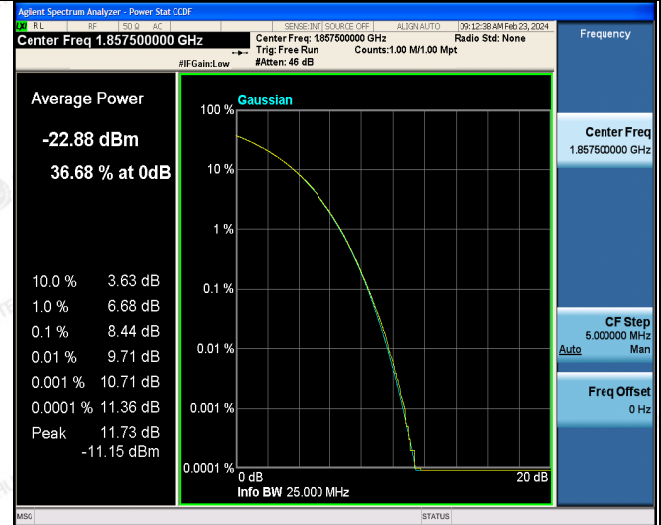 Agilent Spectrum Analyzer - Power Stat CCDF
RL RF 50 Ω AC SENSE:INT SOURCE OFF ALIGN AUTO 09:12:38 AM Feb 23, 2024
Center Freq 1.857500000 GHz
Center Freq: 1.857500000 GHz Radio Std: None
Trig: Free Run Counts:1.00 M/1.00 Mpt
#IFGain:Low #Atten: 46 dB
Frequency
Average Power
-22.88 dBm
36.68 % at 0dB
10.0 % 3.63 dB
1.0 % 6.68 dB
0.1 % 8.44 dB
0.01 % 9.71 dB
0.001 % 10.71 dB
0.0001 % 11.36 dB
Peak 11.73 dB
-11.15 dBm
Gaussian
100 %
10 %
1 %
0.1 %
0.01 %
0.001 %
0.0001 %
0 dB 20 dB
Info BW 25.000 MHz
Center Freq
1.857500000 GHz
CF Step
5.000000 MHz
Auto Man
Freq Offset
0 Hz
MSG STATUS